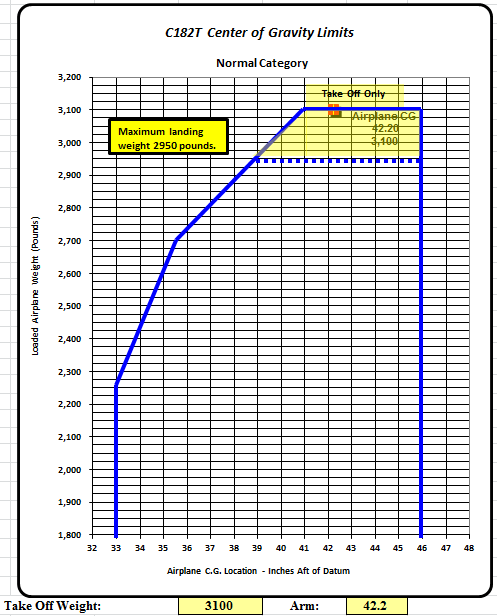 C182T Center of Gravity Limits
Normal Category
3,200
Take Off Only
3,100
Airplane CG
42.20
3,100
Maximum landing
weight 2950 pounds.
3,000
2,900
2,800
2,700
2,600
2,500
2,400
2,300
2,200
2,100
2,000
1,900
1,800
Loaded Airplane Weight (Pounds)
32 33 34 35 36 37 38 39 40 41 42 43 44 45 46 47 48
Airplane C.G. Location - Inches Aft of Datum
Take Off Weight: 3100 Arm: 42.2